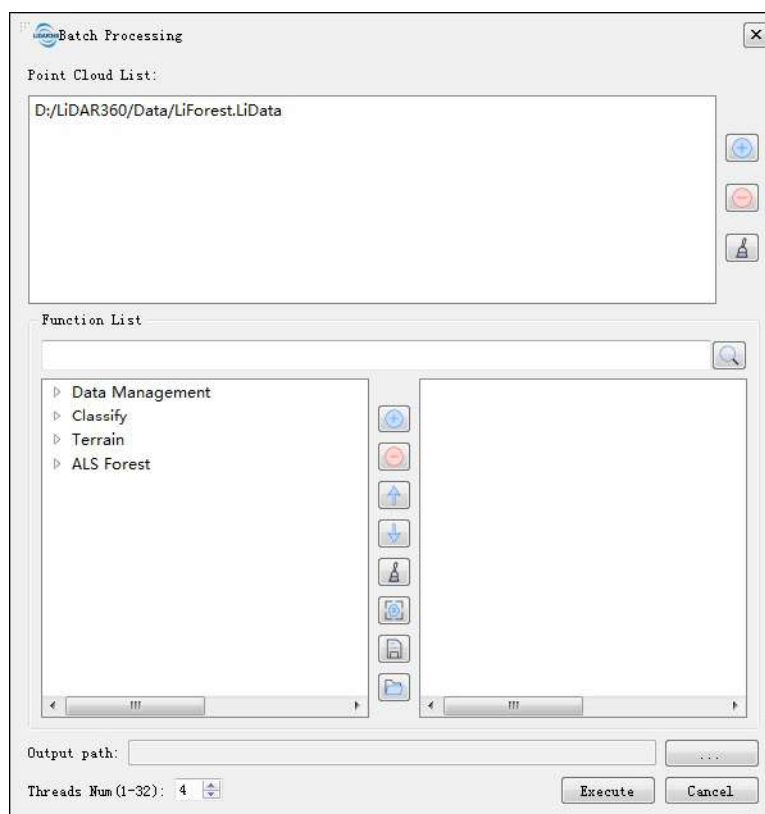 Batch Processing
Point Cloud List:
D:/LiDAR360/Data/LiForest.LiData
Function List
Data Management
Classify
Terrain
ALS Forest
Output path:
...
Threads Num(1-32): 4
Execute
Cancel